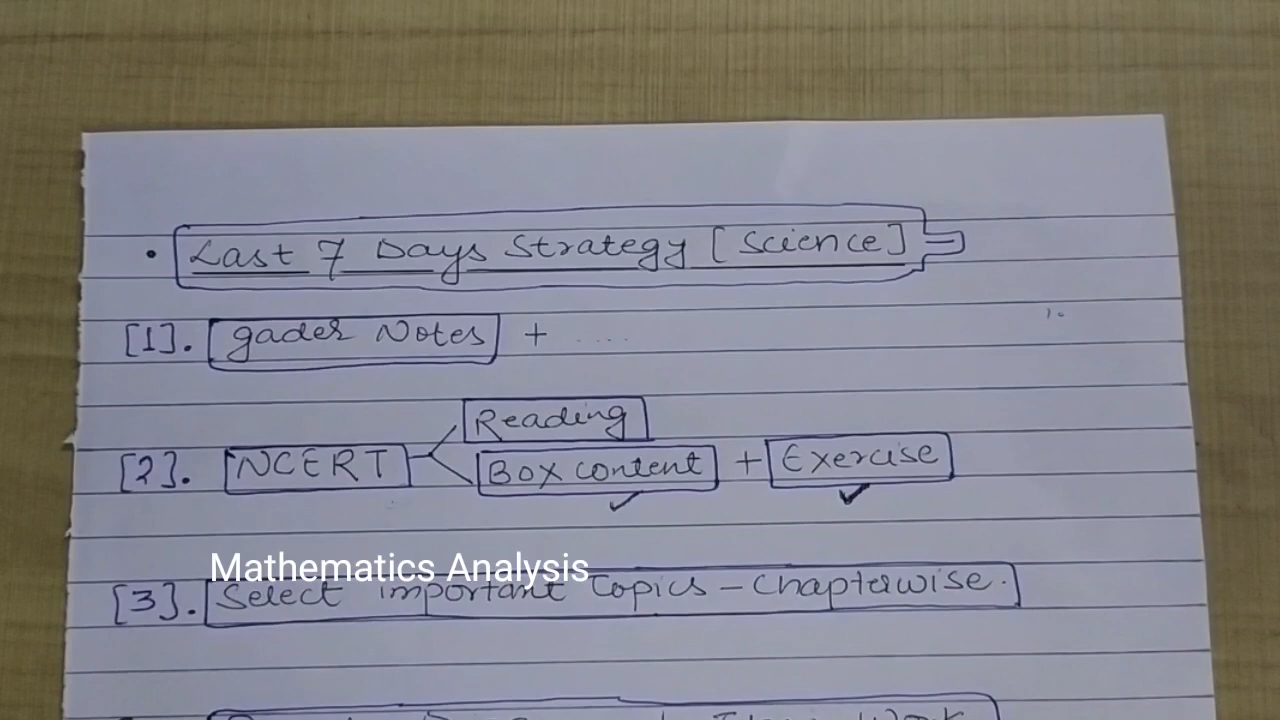 • Last 7 Days Strategy [Science]
[1]. gader Notes + ....
Reading
[2]. NCERT Box content + Exercise
Mathematics Analysis
[3]. Select important Topics - Chapterwise.
Work